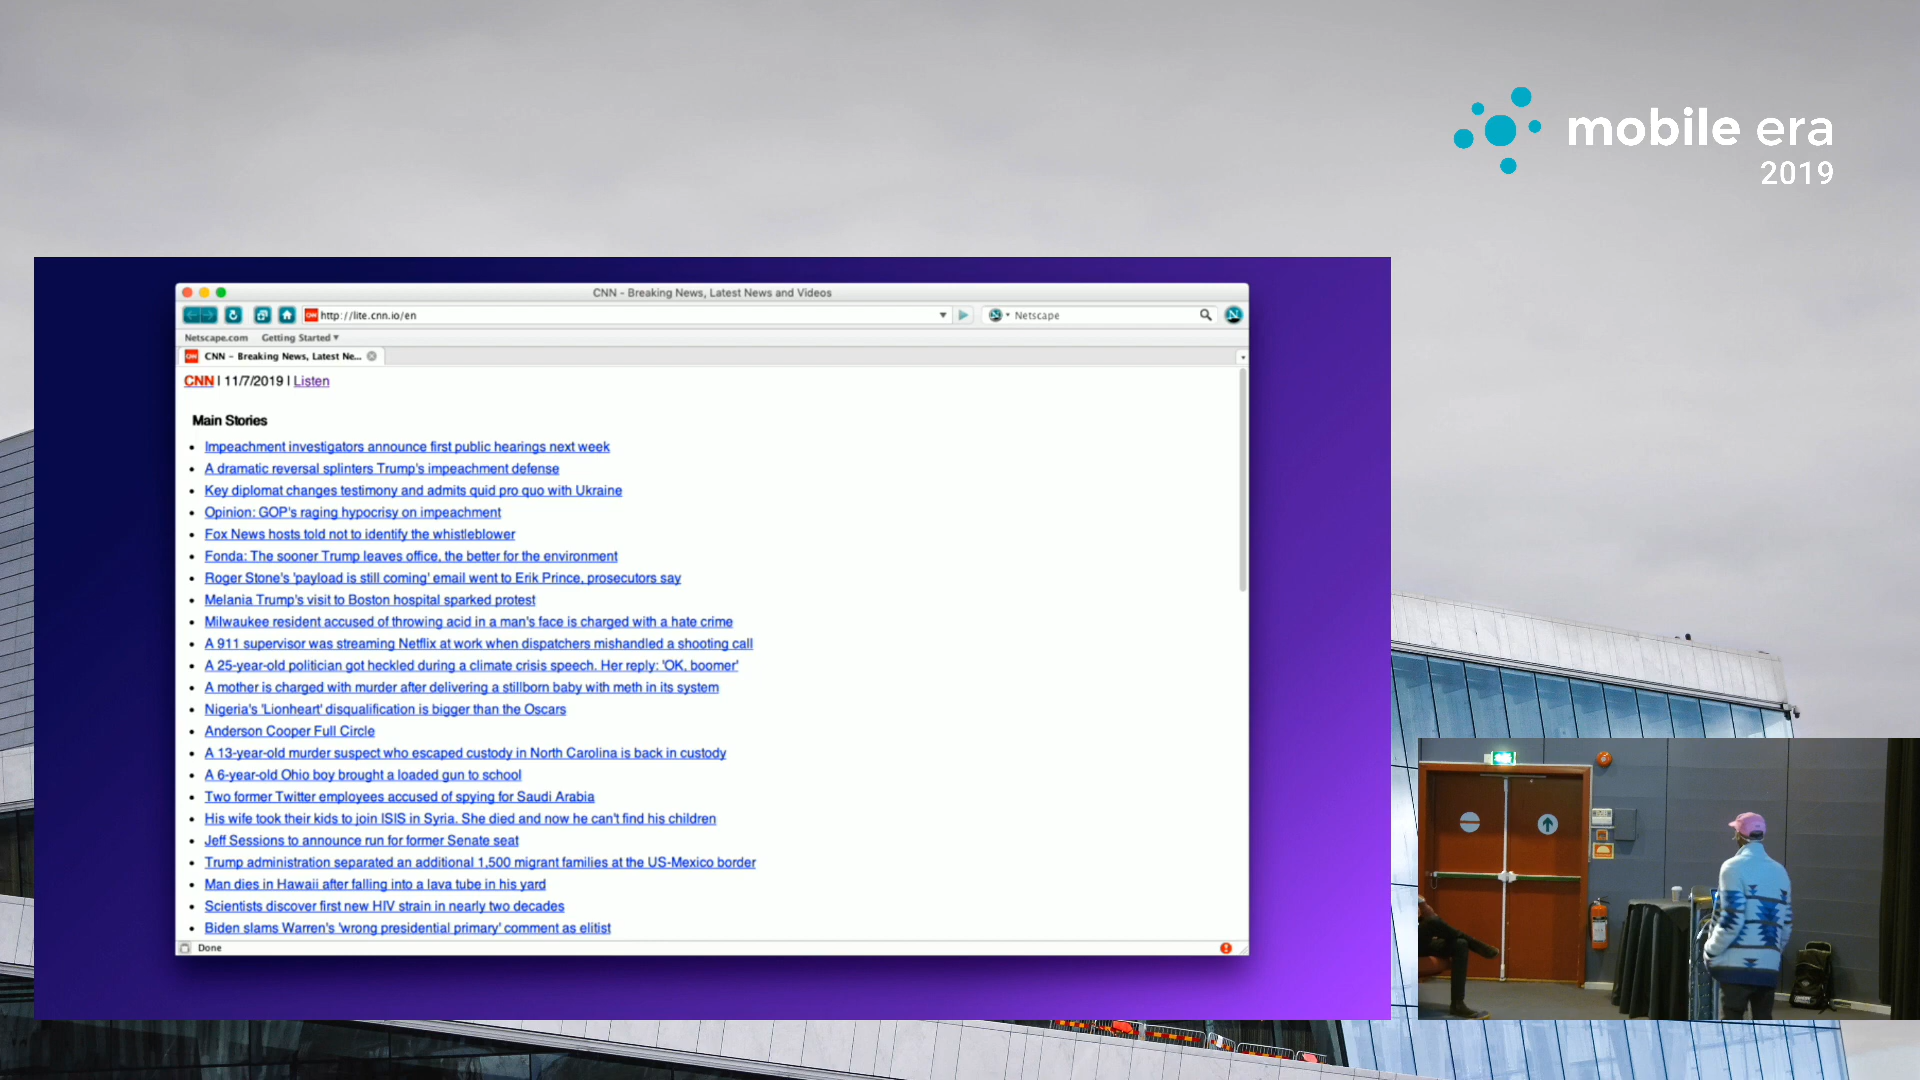 mobile era
2019
CNN - Breaking News, Latest News and Videos
http://lite.cnn.io/en
Netscape
N
Netscape.com Getting Started
CNN - Breaking News, Latest Ne...
CNN | 11/7/2019 | Listen
Main Stories
Impeachment investigators announce first public hearings next week
A dramatic reversal splinters Trump's impeachment defense
Key diplomat changes testimony and admits quid pro quo with Ukraine
Opinion: GOP's raging hypocrisy on impeachment
Fox News hosts told not to identify the whistleblower
Fonda: The sooner Trump leaves office, the better for the environment
Roger Stone's 'payload is still coming' email went to Erik Prince, prosecutors say
Melania Trump's visit to Boston hospital sparked protest
Milwaukee resident accused of throwing acid in a man's face is charged with a hate crime
A 911 supervisor was streaming Netflix at work when dispatchers mishandled a shooting call
A 25-year-old politician got heckled during a climate crisis speech. Her reply: 'OK, boomer'
A mother is charged with murder after delivering a stillborn baby with meth in its system
Nigeria's 'Lionheart' disqualification is bigger than the Oscars
Anderson Cooper Full Circle
A 13-year-old murder suspect who escaped custody in North Carolina is back in custody
A 6-year-old Ohio boy brought a loaded gun to school
Two former Twitter employees accused of spying for Saudi Arabia
His wife took their kids to join ISIS in Syria. She died and now he can't find his children
Jeff Sessions to announce run for former Senate seat
Trump administration separated an additional 1,500 migrant families at the US-Mexico border
Man dies in Hawaii after falling into a lava tube in his yard
Scientists discover first new HIV strain in nearly two decades
Biden slams Warren's 'wrong presidential primary' comment as elitist
Done